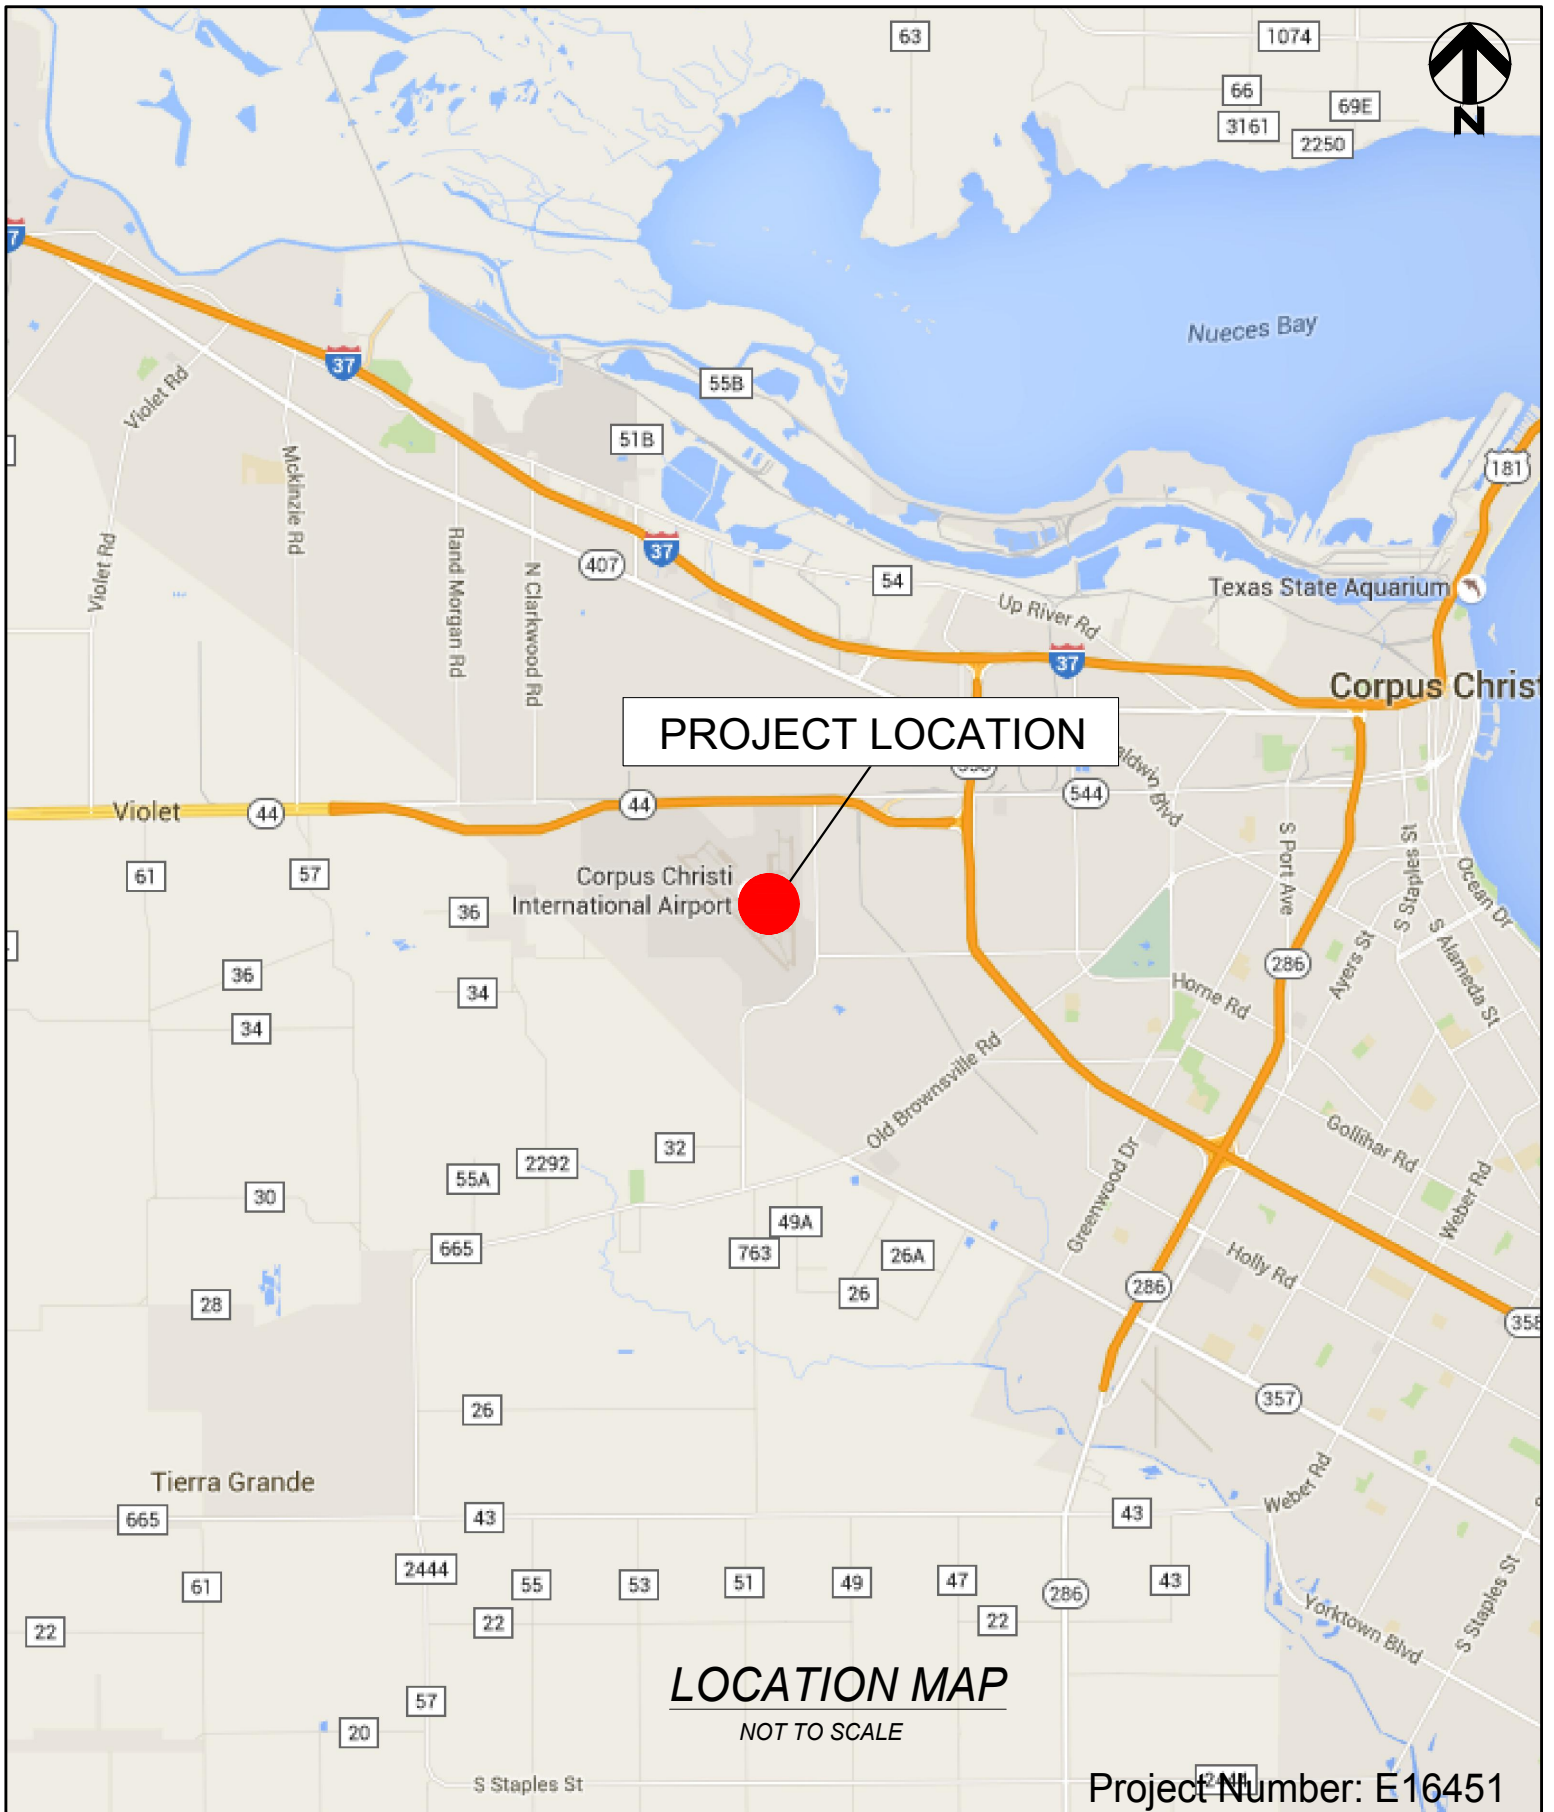 63
1074
66
69E
3161
2250
N
7
Nueces Bay
37
55B
Violet Rd
51B
181
Mckinzie Rd
Rand Morgan Rd
Violet Rd
37
407
N Clarkwood Rd
54
Texas State Aquarium
Up River Rd
37
Corpus Christ
PROJECT LOCATION
aldwin Blvd
544
Violet
44
44
S Port Ave
S Staples St
Ocean Dr
61
57
Corpus Christi
International Airport
36
S Alameda St
Ayers St
286
36
34
Horne Rd
34
Old Brownsville Rd
Gollihar Rd
32
2292
55A
30
Greenwood Dr
Weber Rd
49A
665
763
26A
Holly Rd
286
26
28
358
357
26
Tierra Grande
Weber Rd
665
43
43
2444
61
55
53
51
49
47
286
43
S Staples St
22
22
22
Yorktown Blvd
LOCATION MAP
57
NOT TO SCALE
20
S Staples St
2444
Project Number: E16451